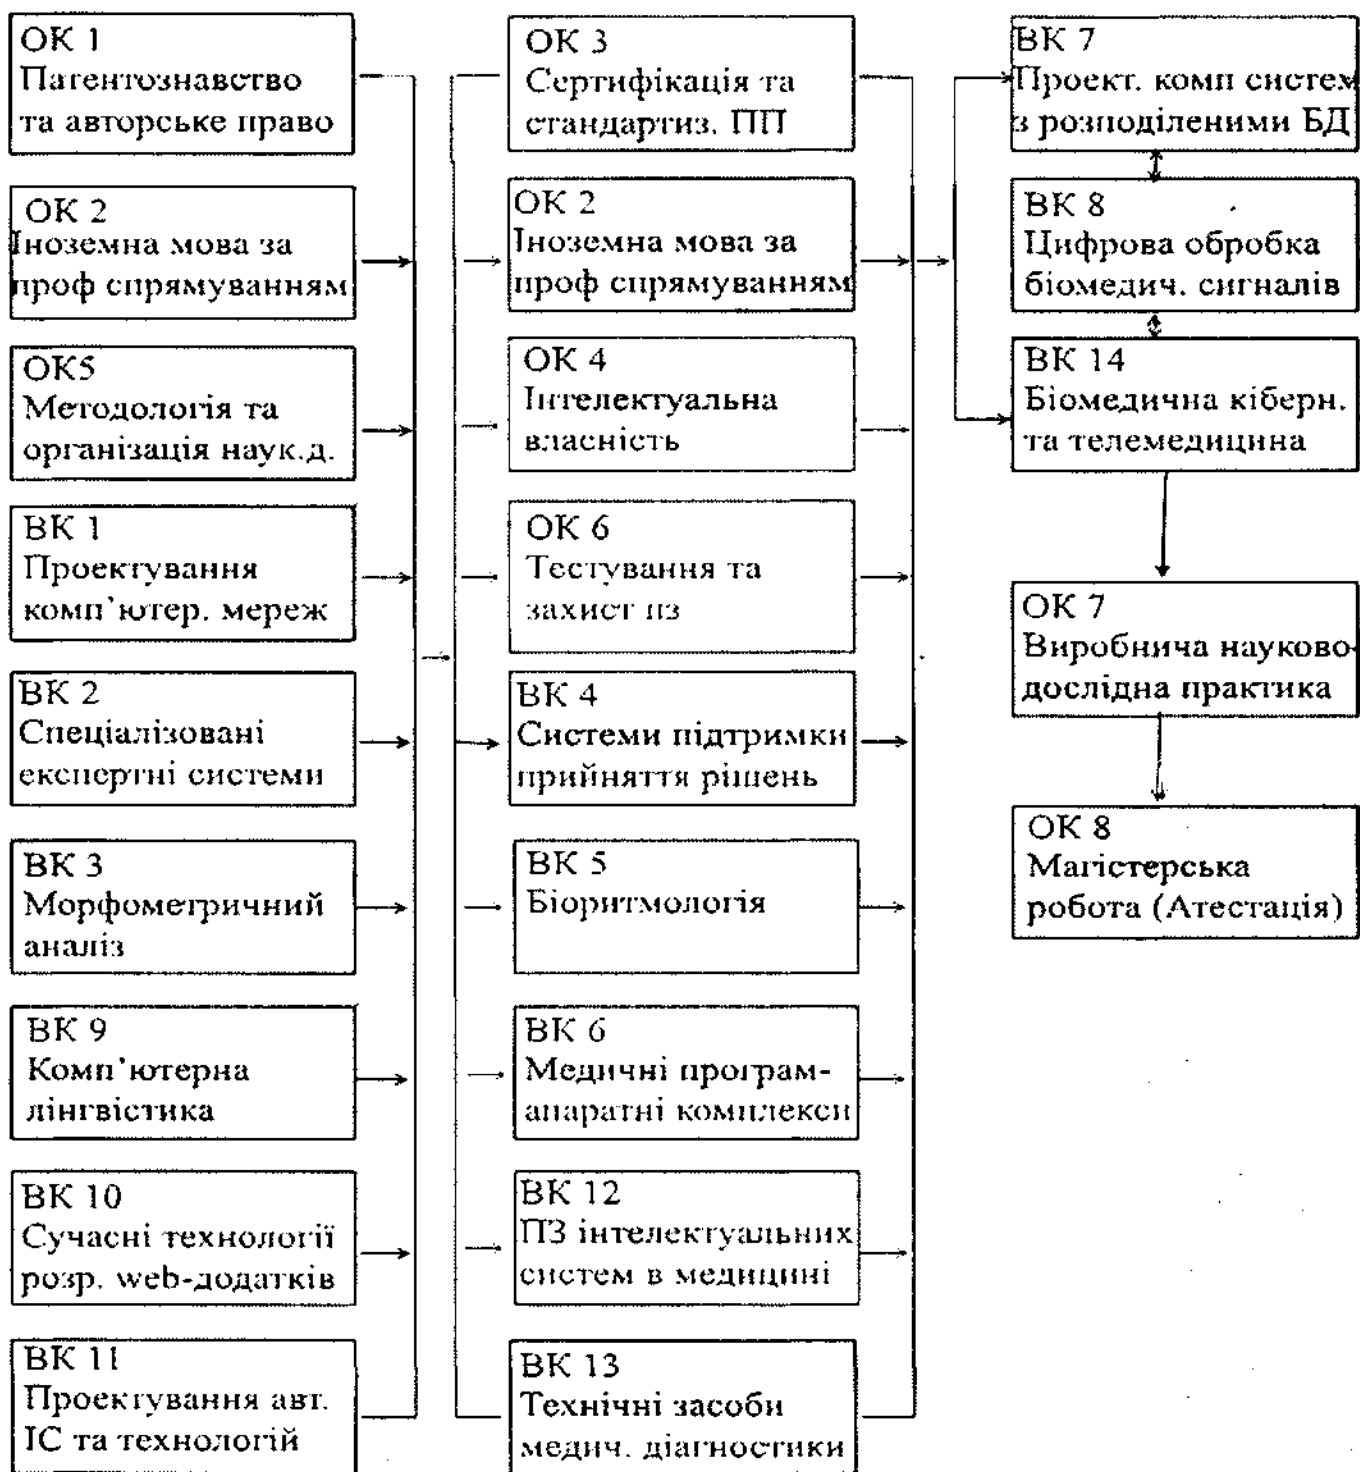 ОК 1
Патентознавство
та авторське право
ОК 2
Іноземна мова за
проф спрямуванням
ОК5
Методологія та
організація наук.д.
ВК 1
Проектування
комп’ютер. мереж
ВК 2
Спеціалізовані
експертні системи
ВК 3
Морфометричний
аналіз
ВК 9
Комп’ютерна
лінгвістика
ВК 10
Сучасні технології
розр. web-додатків
ВК 11
Проектування авт.
ІС та технологій
ОК 3
Сертифікація та
стандартиз. ПП
ОК 2
Іноземна мова за
проф спрямуванням
ОК 4
Інтелектуальна
власність
ОК 6
Тестування та
захист пз
ВК 4
Системи підтримки
прийняття рішень
ВК 5
Біоритмологія
ВК 6
Медичні програм-
апаратні комплекси
ВК 12
ПЗ інтелектуальних
систем в медицині
ВК 13
Технічні засоби
медич. діагностики
ВК 7
Проект. комп систем
з розподіленими БД
ВК 8
Цифрова обробка
біомедич. сигналів
ВК 14
Біомедична кіберн.
та телемедицина
ОК 7
Виробнича науково-
дослідна практика
ОК 8
Магістерська
робота (Атестація)